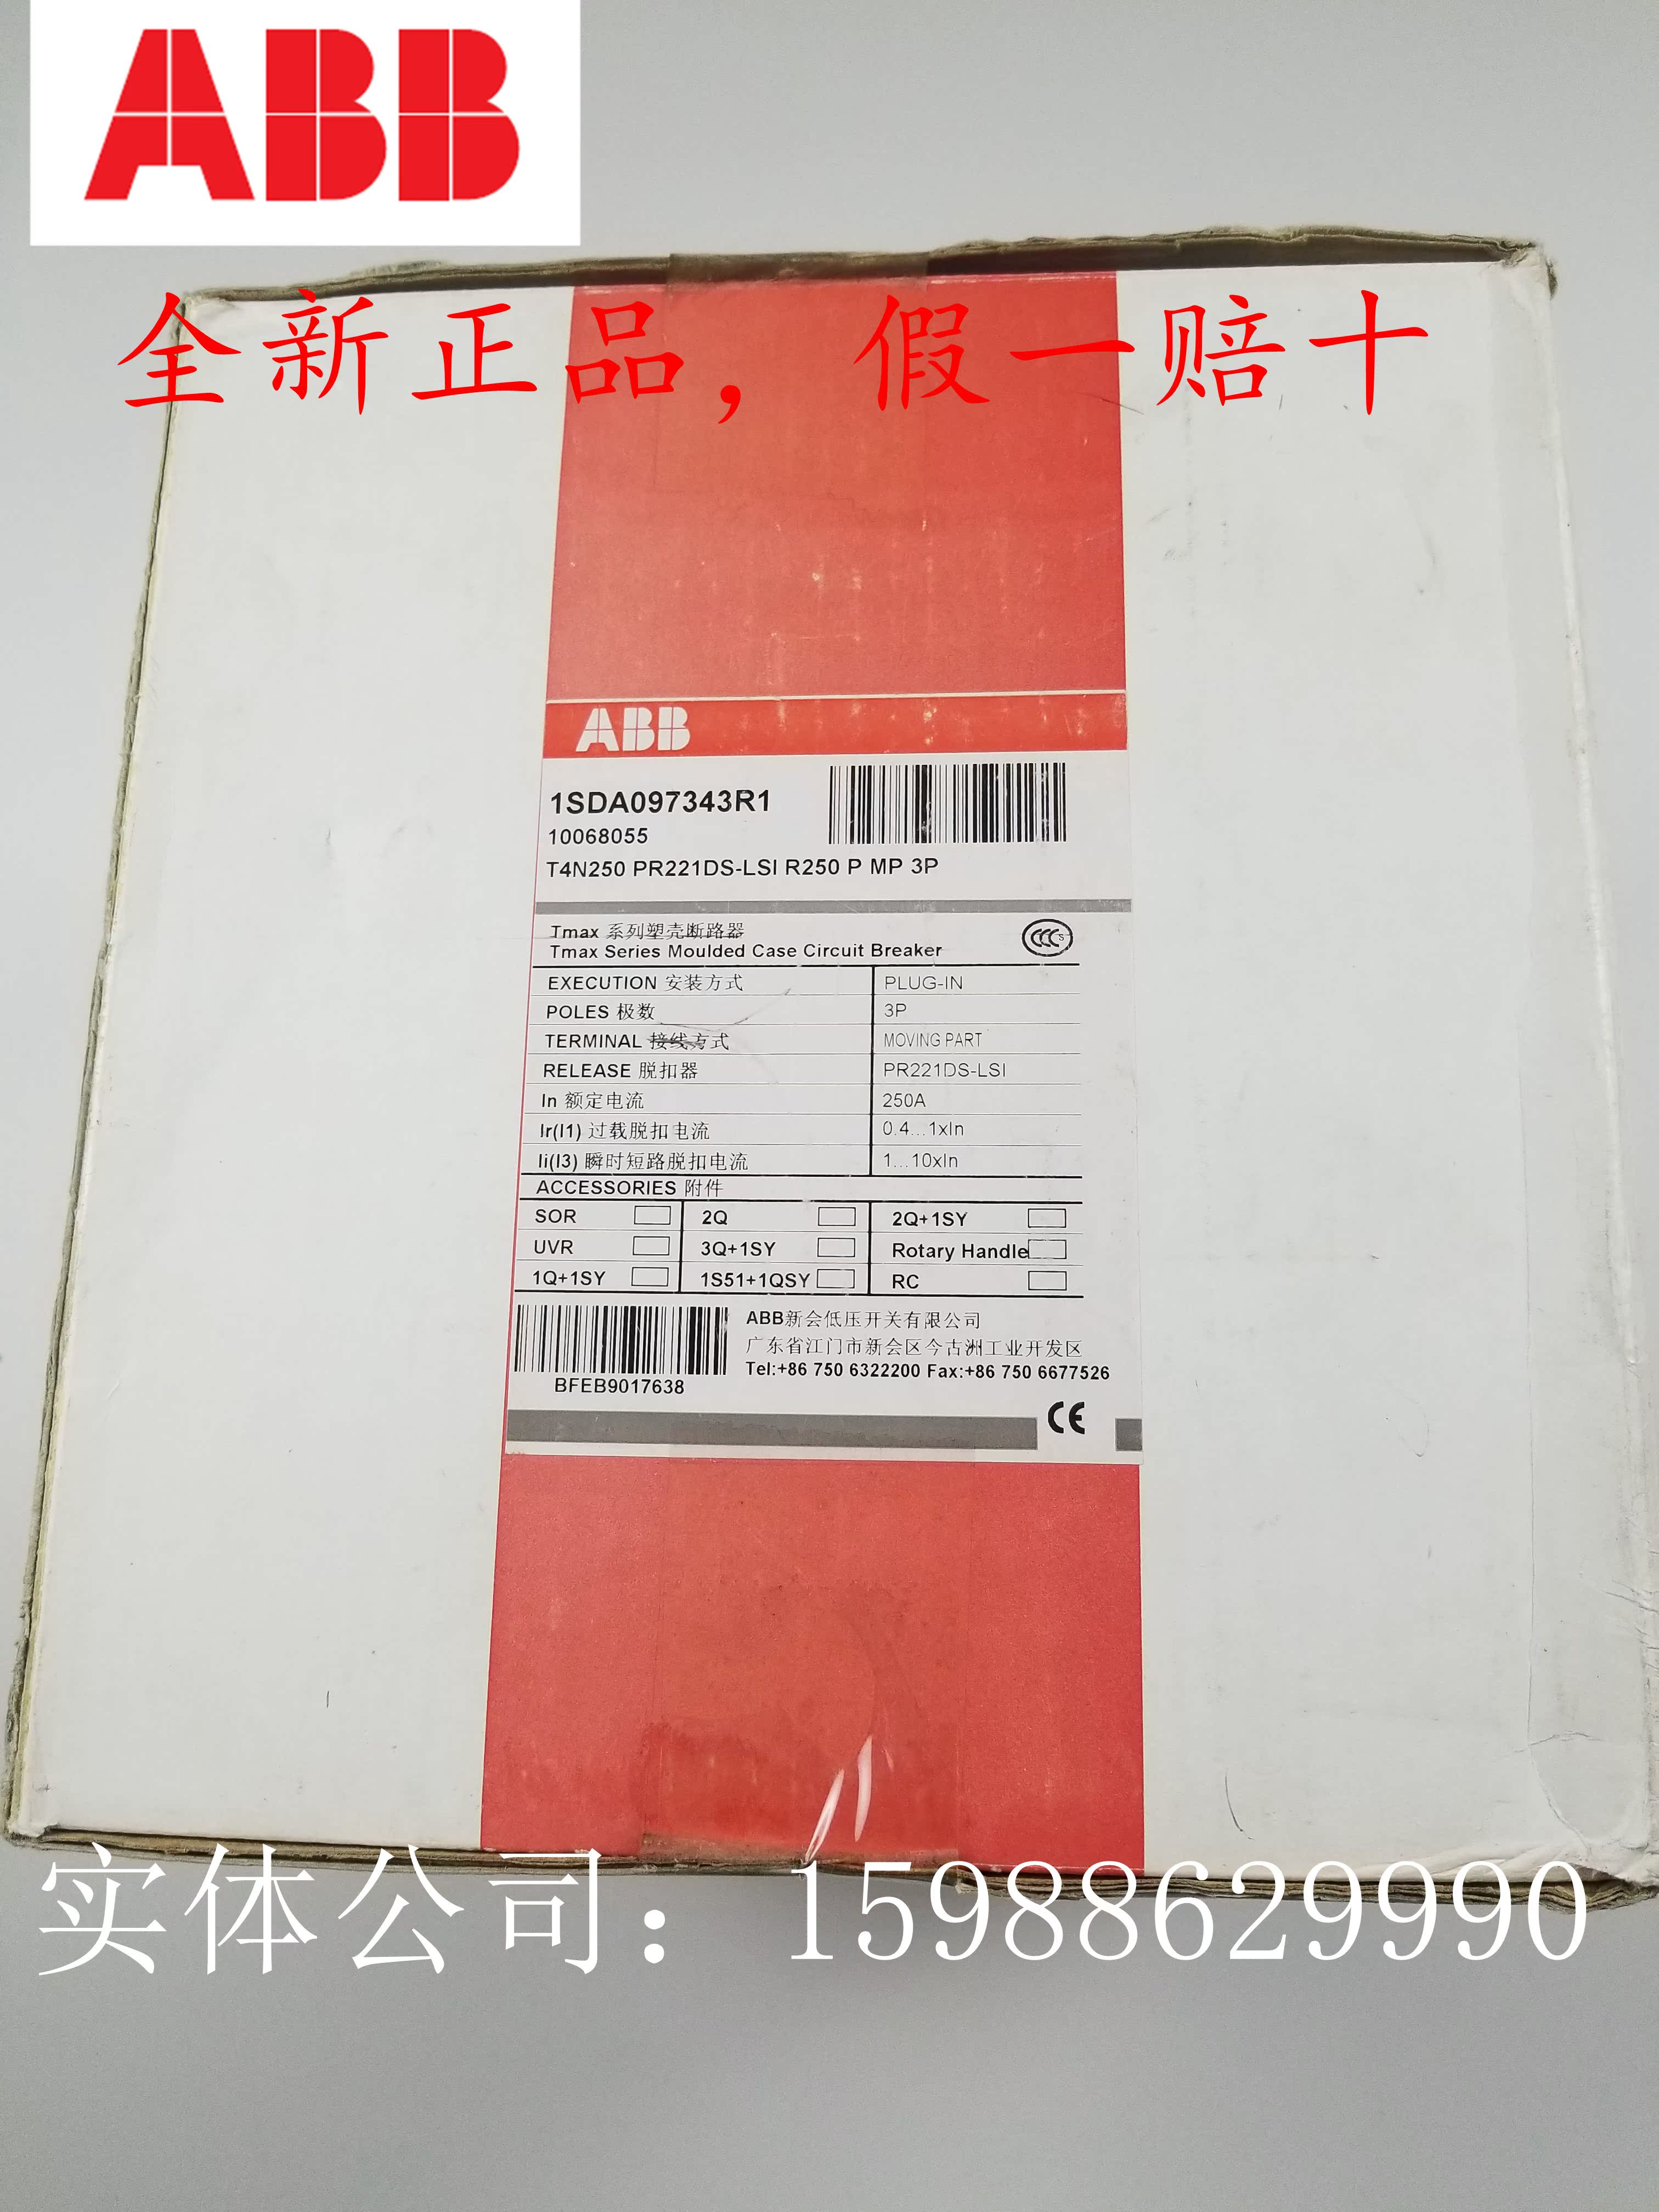 ABB
全新正品，假一赔十
ABB
1SDA097343R1
10068055
T4N250 PR221DS-LSI R250 P MP 3P
Tmax 系列塑壳断路器
Tmax Series Moulded Case Circuit Breaker
CCC S
EXECUTION 安装方式 PLUG-IN
POLES 极数 3P
TERMINAL 接线方式 MOVING PART
RELEASE 脱扣器 PR221DS-LSI
In 额定电流 250A
Ir(I1) 过载脱扣电流 0.4...1xIn
Ii(I3) 瞬时短路脱扣电流 1...10xIn
ACCESSORIES 附件
SOR 2Q 2Q+1SY
UVR 3Q+1SY Rotary Handle
1Q+1SY 1S51+1QSY RC
ABB新会低压开关有限公司
广东省江门市新会区今古洲工业开发区
Tel:+86 750 6322200 Fax:+86 750 6677526
BFEB9017638
CE
实体公司：15988629990